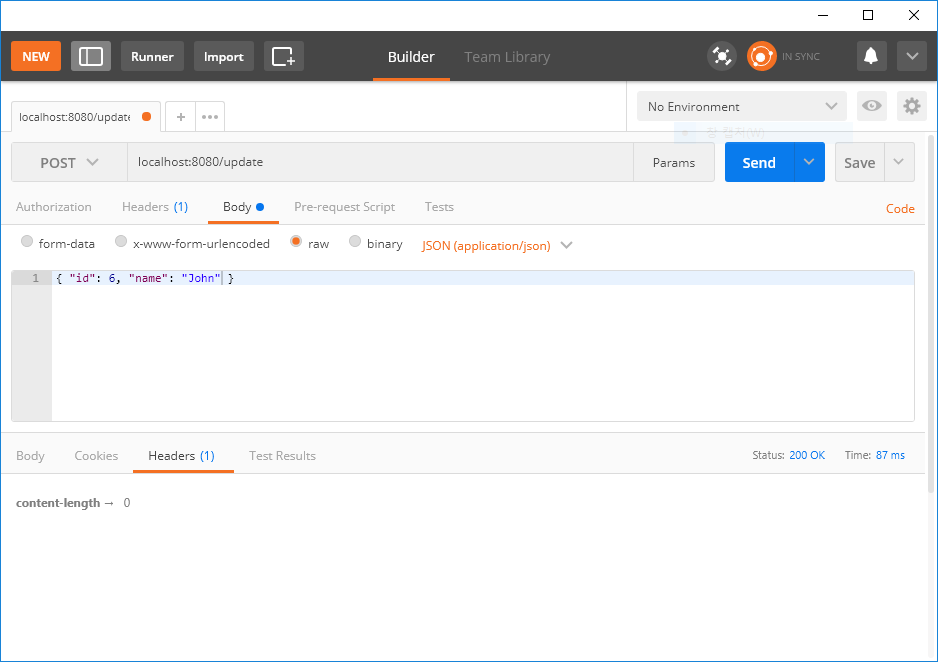 NEW Runner Import Builder Team Library IN SYNC
localhost:8080/update + ••• No Environment
POST localhost:8080/update Params Send Save
Authorization Headers (1) Body Pre-request Script Tests Code
form-data x-www-form-urlencoded raw binary JSON (application/json)
1 { "id": 6, "name": "John" }
Body Cookies Headers (1) Test Results Status: 200 OK Time: 87 ms
content-length → 0